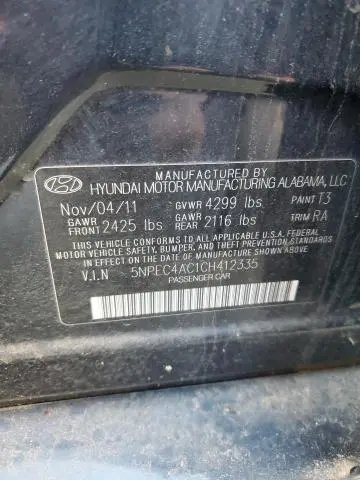 MANUFACTURED BY
HYUNDAI MOTOR MANUFACTURING ALABAMA, LLC
Nov/04/11 GVWR 4299 lbs. PAINT T3
GAWR FRONT 2425 lbs GAWR REAR 2116 lbs TRIM RA
THIS VEHICLE CONFORMS TO ALL APPLICABLE U.S.A. FEDERAL
MOTOR VEHICLE SAFETY, BUMPER, AND THEFT PREVENTION
STANDARDS IN EFFECT ON THE DATE OF MANUFACTURE SHOWN ABOVE.
V.I.N 5NPEC4AC1CH412335
PASSENGER CAR